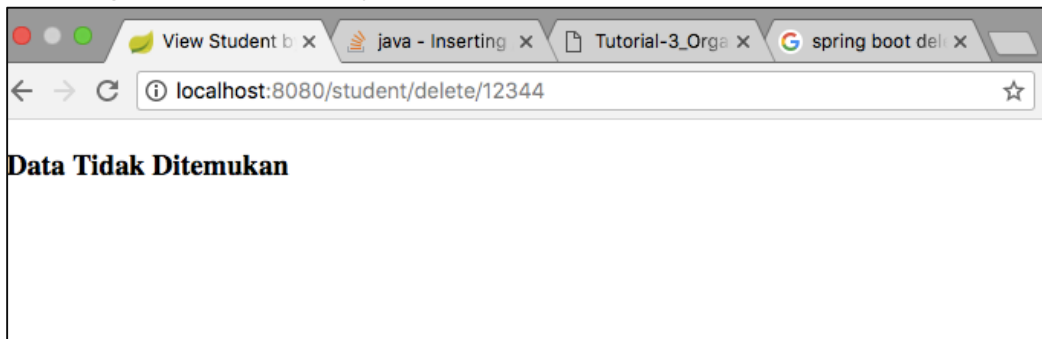 View Student b
java - Inserting
Tutorial-3_Orga
spring boot del
localhost:8080/student/delete/12344
Data Tidak Ditemukan